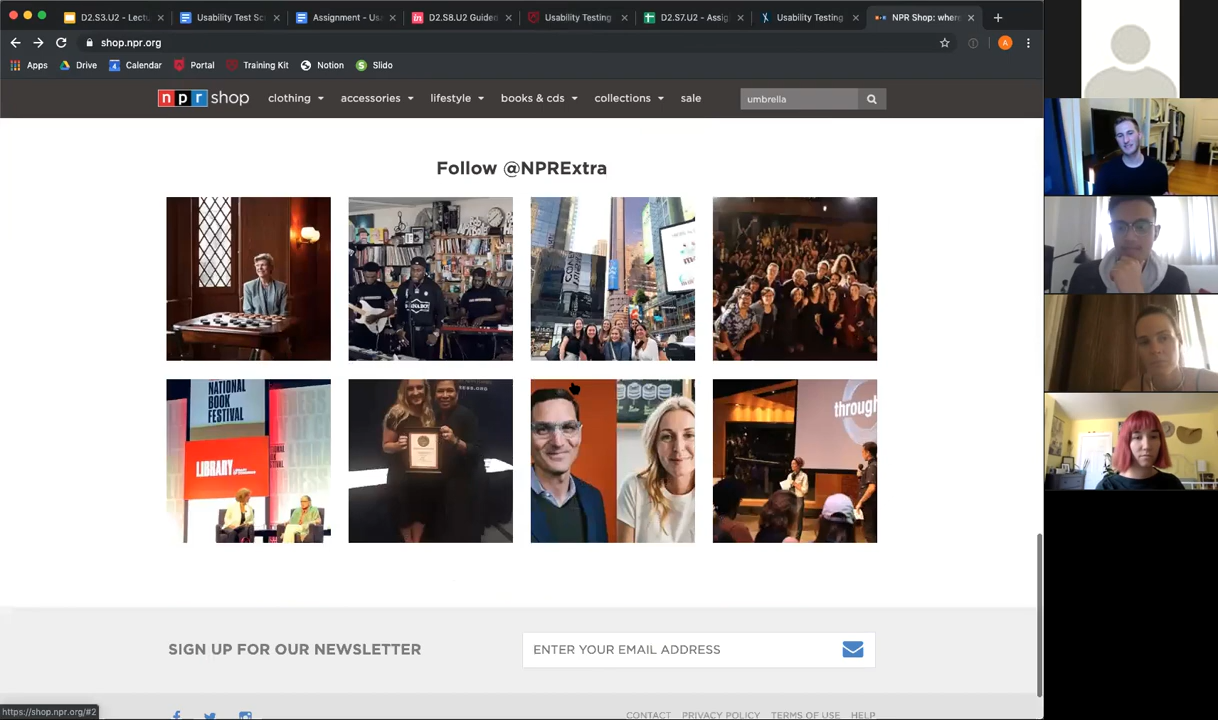 D2.S3.U2 - Lectu
Usability Test Sc
Assignment - Us
D2.S8.U2 Guided
Usability Testing
D2.S7.U2 - Assig
Usability Testing
NPR Shop: where
shop.npr.org
A
Apps
Drive
Calendar
Portal
Training Kit
Notion
Slido
npr shop
clothing
accessories
lifestyle
books & cds
collections
sale
umbrella
Follow @NPRExtra
NATIONAL
BOOK
FESTIVAL
LIBRARY
through
SIGN UP FOR OUR NEWSLETTER
ENTER YOUR EMAIL ADDRESS
https://shop.npr.org/#2
CONTACT
PRIVACY POLICY
TERMS OF USE
HELP